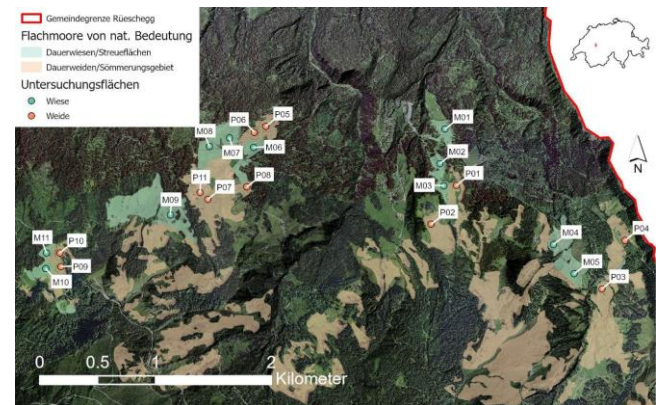 Gemeindegrenze Rüeschegg
Flachmoore von nat. Bedeutung
Dauerwiesen/Streueflächen
Dauerweiden/Sömmerungsgebiet
Untersuchungsflächen
Wiese
Weide
N
P05
P06
M08
M07
M06
P11
P07
P08
M09
M11
P10
P09
M10
M01
M02
M03
P01
P02
M04
P04
M05
P03
0 0.5 1 2
Kilometer